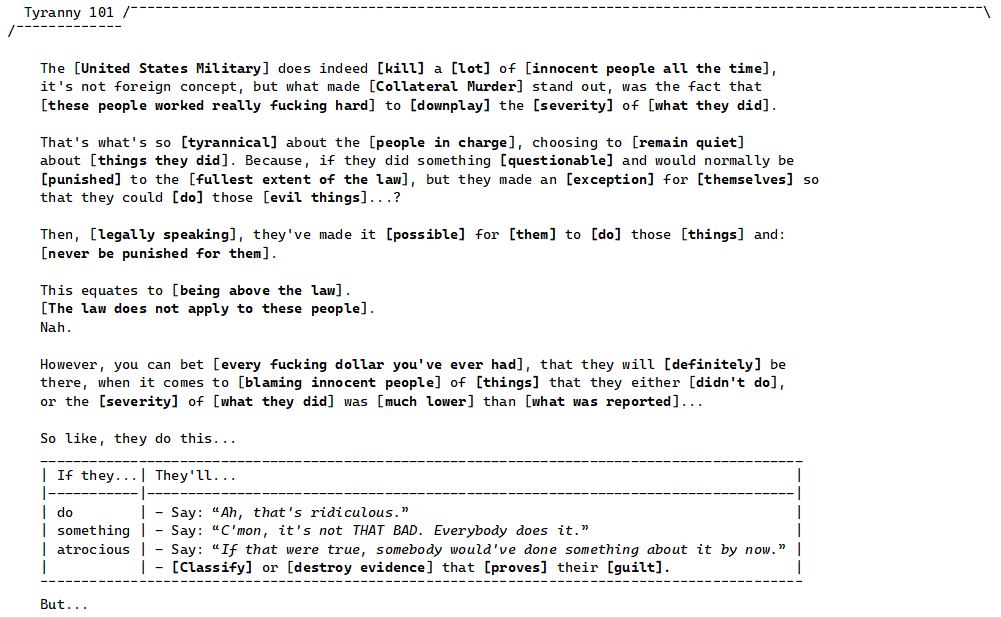 Tyranny 101
The [United States Military] does indeed [kill] a [lot] of [innocent people all the time],
it's not foreign concept, but what made [Collateral Murder] stand out, was the fact that
[these people worked really fucking hard] to [downplay] the [severity] of [what they did].
That's what's so [tyrannical] about the [people in charge], choosing to [remain quiet]
about [things they did]. Because, if they did something [questionable] and would normally be
[punished] to the [fullest extent of the law], but they made an [exception] for [themselves] so
that they could [do] those [evil things]...?
Then, [legally speaking], they've made it [possible] for [them] to [do] those [things] and:
[never be punished for them].
This equates to [being above the law].
[The law does not apply to these people].
Nah.
However, you can bet [every fucking dollar you've ever had], that they will [definitely] be
there, when it comes to [blaming innocent people] of [things] that they either [didn't do],
or the [severity] of [what they did] was [much lower] than [what was reported]...
So like, they do this...
| If they...| They'll... |
| do | – Say: “Ah, that's ridiculous.” |
| something | – Say: “C'mon, it's not THAT BAD. Everybody does it.” |
| atrocious | – Say: “If that were true, somebody would've done something about it by now.” |
| | – [Classify] or [destroy evidence] that [proves] their [guilt]. |
But...